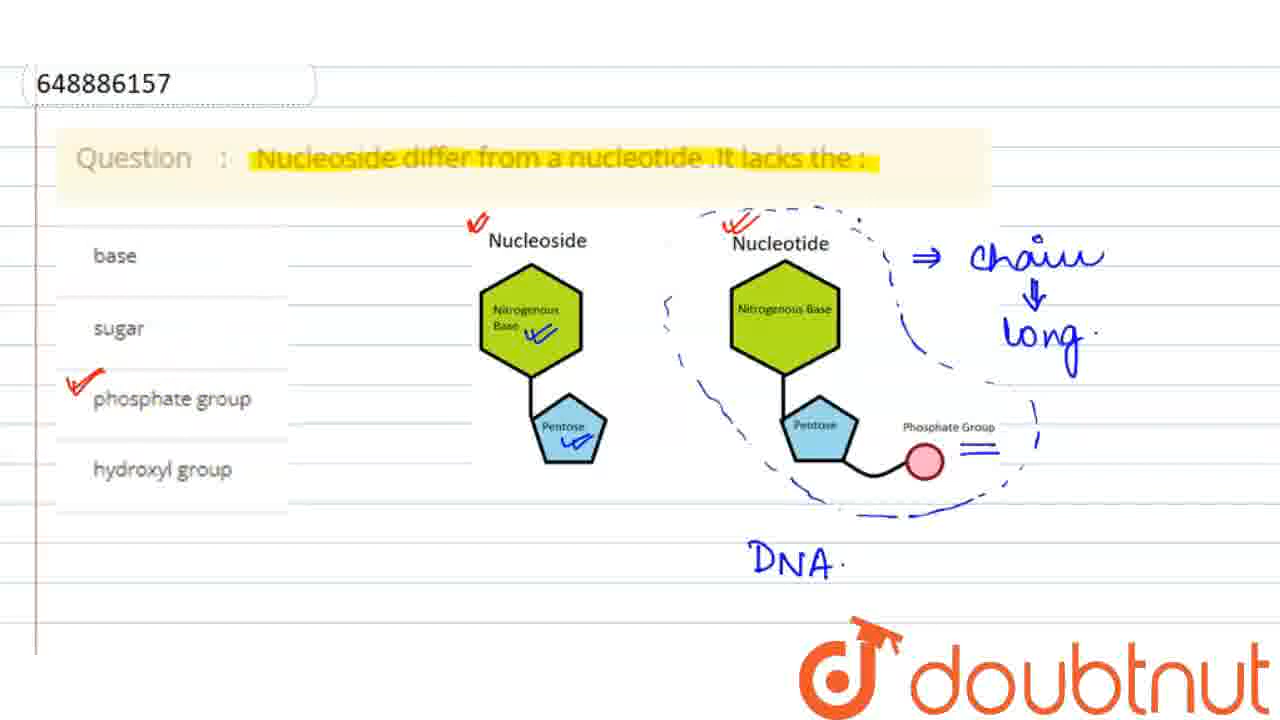 648886157
Question : Nucleoside differ from a nucleotide .It lacks the :
base
sugar
phosphate group
hydroxyl group
Nucleoside
Nitrogenous
Base
Pentose
Nucleotide
Nitrogenous Base
Pentose
Phosphate Group
⇒ chain
⇓
long.
DNA.
doubtnut